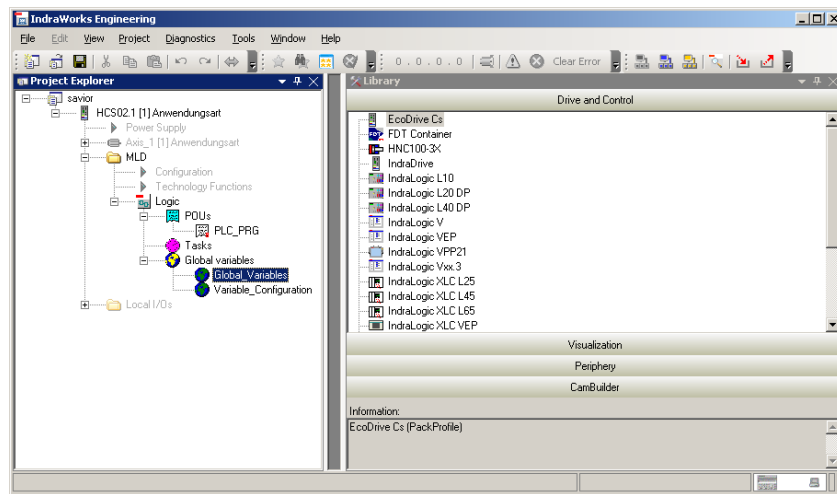 IndraWorks Engineering
File Edit View Project Diagnostics Tools Window Help
0 . 0 . 0 . 0 Clear Error
Project Explorer
savior
HCS02.1 [1] Anwendungsart
Power Supply
Axis_1 [1] Anwendungsart
MLD
Configuration
Technology Functions
Logic
POUs
PLC_PRG
Tasks
Global variables
Global_Variables
Variable_Configuration
Local I/Os
Library
Drive and Control
EcoDrive Cs
FDT Container
HNC100-3X
IndraDrive
IndraLogic L10
IndraLogic L20 DP
IndraLogic L40 DP
IndraLogic V
IndraLogic VEP
IndraLogic VPP21
IndraLogic Vxx.3
IndraLogic XLC L25
IndraLogic XLC L45
IndraLogic XLC L65
IndraLogic XLC VEP
Visualization
Periphery
CamBuilder
Information:
EcoDrive Cs (PackProfile)